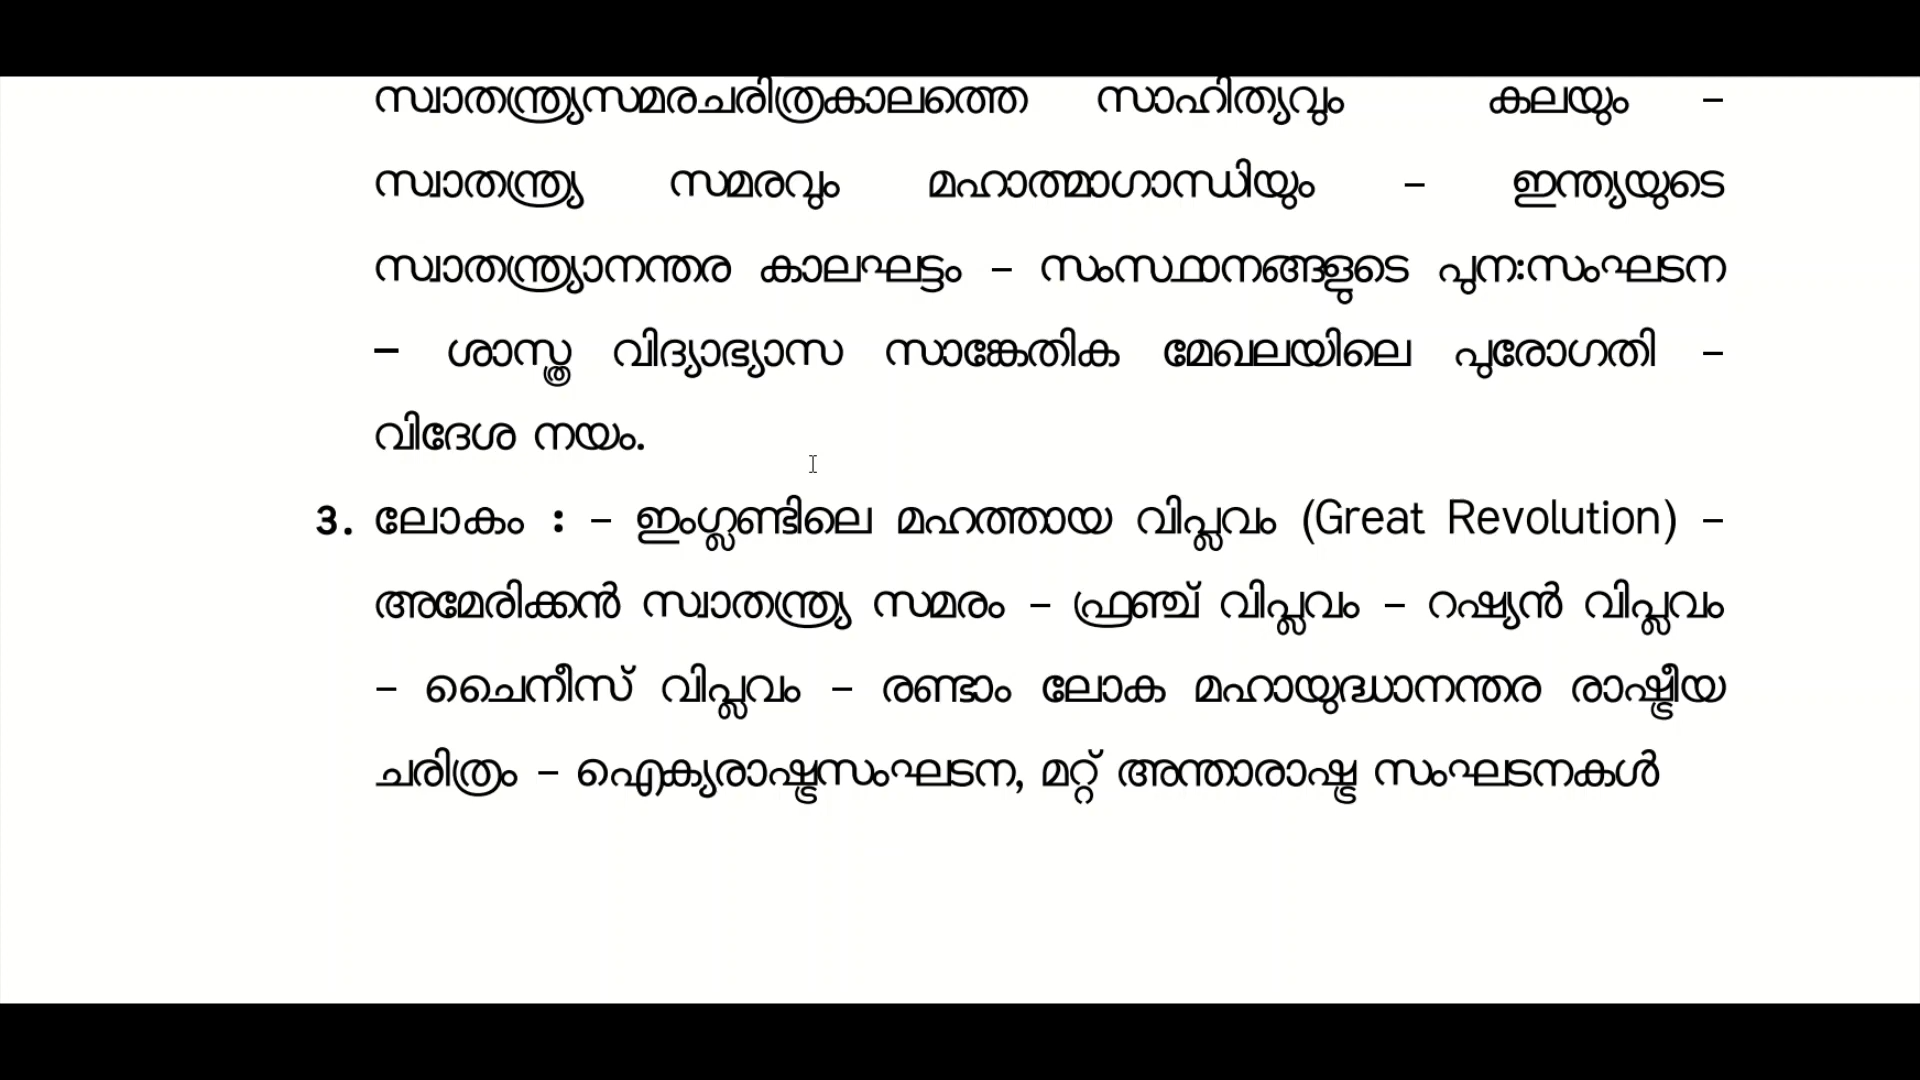 സ്വാതന്ത്ര്യസമരചരിത്രകാലത്തെ സാഹിത്യവും കലയും –
സ്വാതന്ത്ര്യ സമരവും മഹാത്മാഗാന്ധിയും – ഇന്ത്യയുടെ
സ്വാതന്ത്ര്യാനന്തര കാലഘട്ടം – സംസ്ഥാനങ്ങളുടെ പുനഃസംഘടന
– ശാസ്ത്ര വിദ്യാഭ്യാസ സാങ്കേതിക മേഖലയിലെ പുരോഗതി –
വിദേശ നയം.
3. ലോകം : – ഇംഗ്ലണ്ടിലെ മഹത്തായ വിപ്ലവം (Great Revolution) –
അമേരിക്കൻ സ്വാതന്ത്ര്യ സമരം – ഫ്രഞ്ച് വിപ്ലവം – റഷ്യൻ വിപ്ലവം
– ചൈനീസ് വിപ്ലവം – രണ്ടാം ലോക മഹായുദ്ധാനന്തര രാഷ്ട്രീയ
ചരിത്രം – ഐക്യരാഷ്ട്രസംഘടന, മറ്റ് അന്താരാഷ്ട്ര സംഘടനകൾ